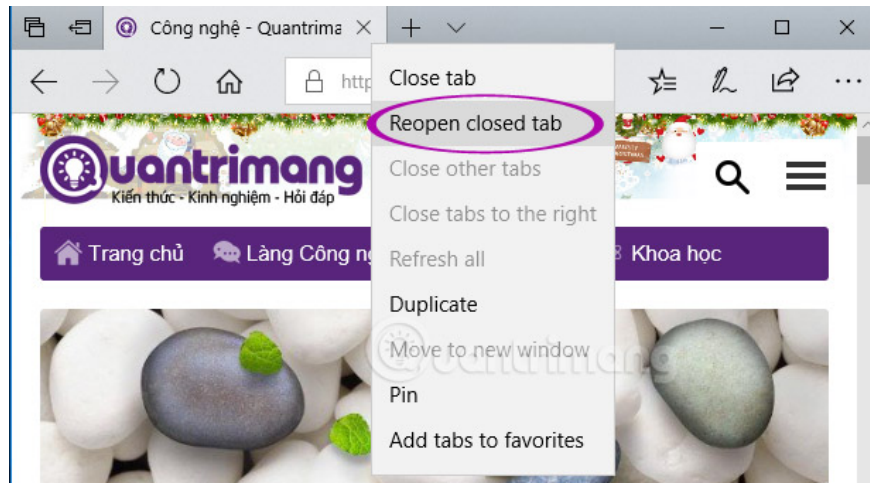 Công nghệ - Quantrima
http
Close tab
Reopen closed tab
Close other tabs
Close tabs to the right
Refresh all
Duplicate
Move to new window
Pin
Add tabs to favorites
Quantrimang
Kiến thức - Kinh nghiệm - Hỏi đáp
Trang chủ
Làng Công n
Khoa học
Quantrimang